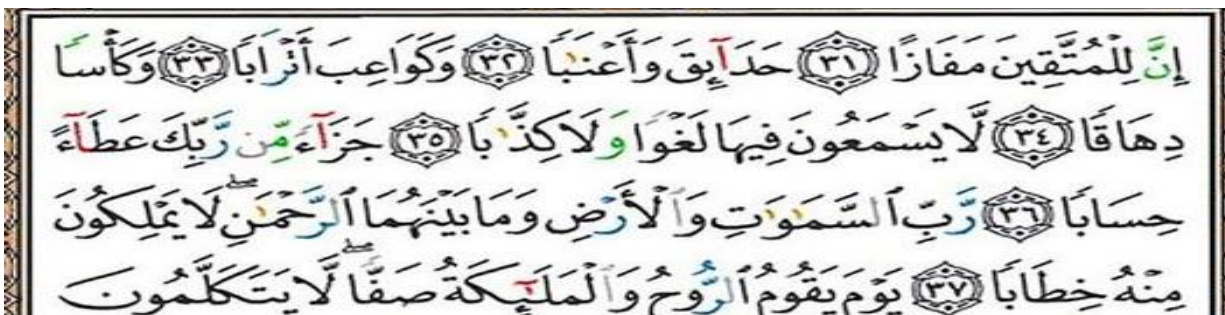 إِنَّ لِلْمُتَّقِينَ مَفَازًا ٣١ حَدَآئِقَ وَأَعْنَٰبًا ٣٢ وَكَوَاعِبَ أَتْرَابًا ٣٣ وَكَأْسًا
دِهَاقًا ٣٤ لَّا يَسْمَعُونَ فِيهَا لَغْوًا وَلَا كِذَّٰبًا ٣٥ جَزَآءً مِّن رَّبِّكَ عَطَآءً
حِسَابًا ٣٦ رَّبِّ ٱلسَّمَٰوَٰتِ وَٱلْأَرْضِ وَمَا بَيْنَهُمَا ٱلرَّحْمَٰنِۖ لَا يَمْلِكُونَ
مِنْهُ خِطَابًا ٣٧ يَوْمَ يَقُومُ ٱلرُّوحُ وَٱلْمَلَٰٓئِكَةُ صَفًّاۖ لَّا يَتَكَلَّمُونَ